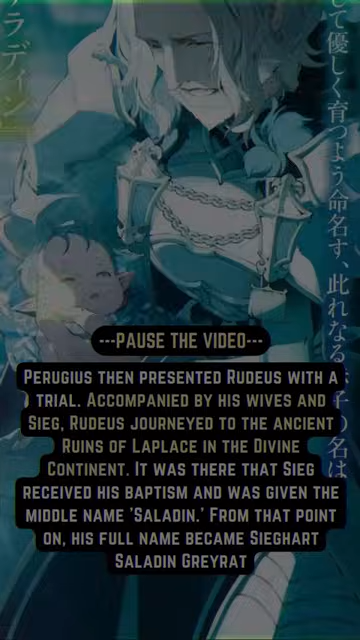 ラディン
して優しく育つよう命名す、此れなる
子の名は
---PAUSE THE VIDEO---
PERUGIUS THEN PRESENTED RUDEUS WITH A
TRIAL. ACCOMPANIED BY HIS WIVES AND
SIEG, RUDEUS JOURNEYED TO THE ANCIENT
RUINS OF LAPLACE IN THE DIVINE
CONTINENT. IT WAS THERE THAT SIEG
RECEIVED HIS BAPTISM AND WAS GIVEN THE
MIDDLE NAME 'SALADIN.' FROM THAT POINT
ON, HIS FULL NAME BECAME SIEGHART
SALADIN GREYRAT